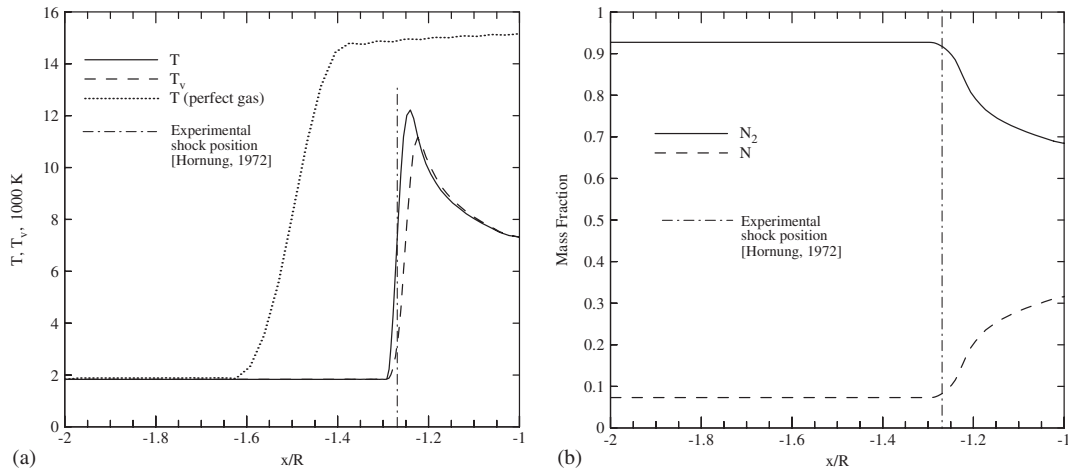 16
14
12
10
8
6
4
2
0
T, T_v, 1000 K
T
T_v
T (perfect gas)
Experimental
shock position
[Hornung, 1972]
-2
-1.8
-1.6
-1.4
-1.2
-1
x/R
(a)
1
0.9
0.8
0.7
0.6
0.5
0.4
0.3
0.2
0.1
0
Mass Fraction
N_2
N
Experimental
shock position
[Hornung, 1972]
-2
-1.8
-1.6
-1.4
-1.2
-1
x/R
(b)